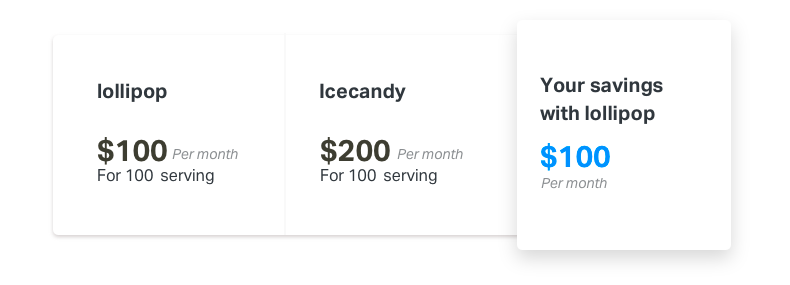 lollipop
$100 Per month
For 100 serving
Icecandy
$200 Per month
For 100 serving
Your savings
with lollipop
$100
Per month